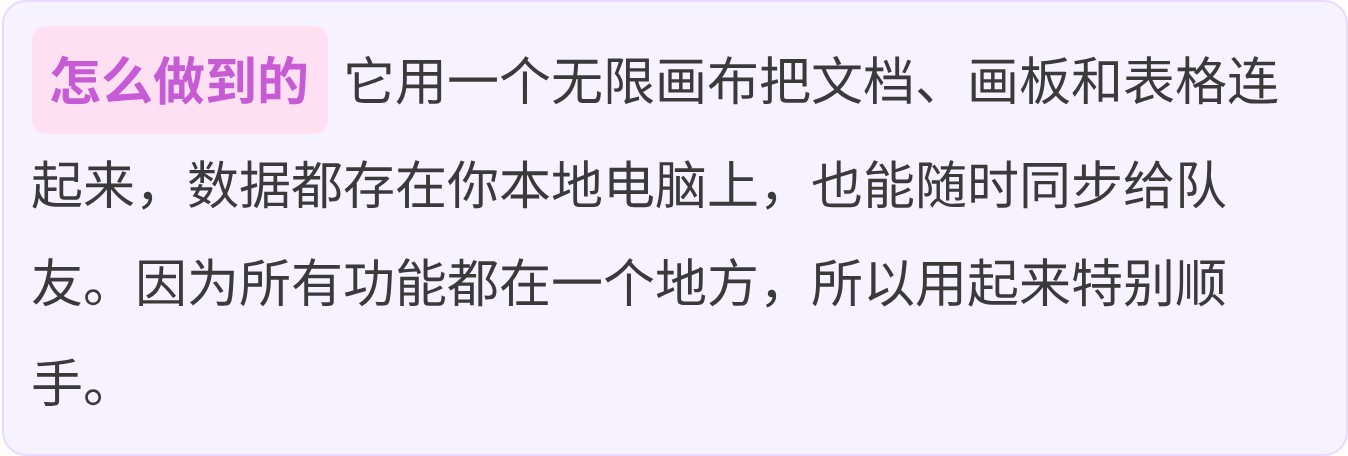 怎么做到的 它用一个无限画布把文档、画板和表格连
起来，数据都存在你本地电脑上，也能随时同步给队
友。因为所有功能都在一个地方，所以用起来特别顺
手。